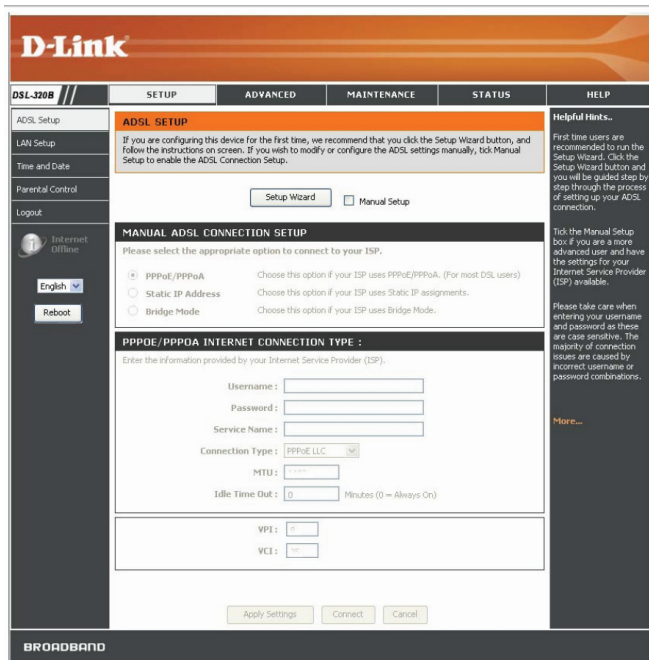 D-Link
DSL-320B
SETUP
ADVANCED
MAINTENANCE
STATUS
HELP
ADSL Setup
LAN Setup
Time and Date
Parental Control
Logout
Internet
Offline
English
Reboot
ADSL SETUP
If you are configuring this device for the first time, we recommend that you click the Setup Wizard button, and
follow the instructions on screen. If you wish to modify or configure the ADSL settings manually, tick Manual
Setup to enable the ADSL Connection Setup.
Setup Wizard
Manual Setup
MANUAL ADSL CONNECTION SETUP
Please select the appropriate option to connect to your ISP.
PPPoE/PPPoA Choose this option if your ISP uses PPPoE/PPPoA. (For most DSL users)
Static IP Address Choose this option if your ISP uses Static IP assignments.
Bridge Mode Choose this option if your ISP uses Bridge Mode.
PPPOE/PPPOA INTERNET CONNECTION TYPE :
Enter the information provided by your Internet Service Provider (ISP).
Username :
Password :
Service Name :
Connection Type : PPPoE LLC
MTU :
Idle Time Out : 0 Minutes (0 = Always On)
VPI :
VCI :
Apply Settings
Connect
Cancel
Helpful Hints..
First time users are
recommended to run the
Setup Wizard. Click the
Setup Wizard button and
you will be guided step by
step through the process
of setting up your ADSL
connection.
Tick the Manual Setup
box if you are a more
advanced user and have
the settings for your
Internet Service Provider
(ISP) available.
Please take care when
entering your username
and password as these
are case sensitive. The
majority of connection
issues are caused by
incorrect username or
password combinations.
More...
BROADBAND